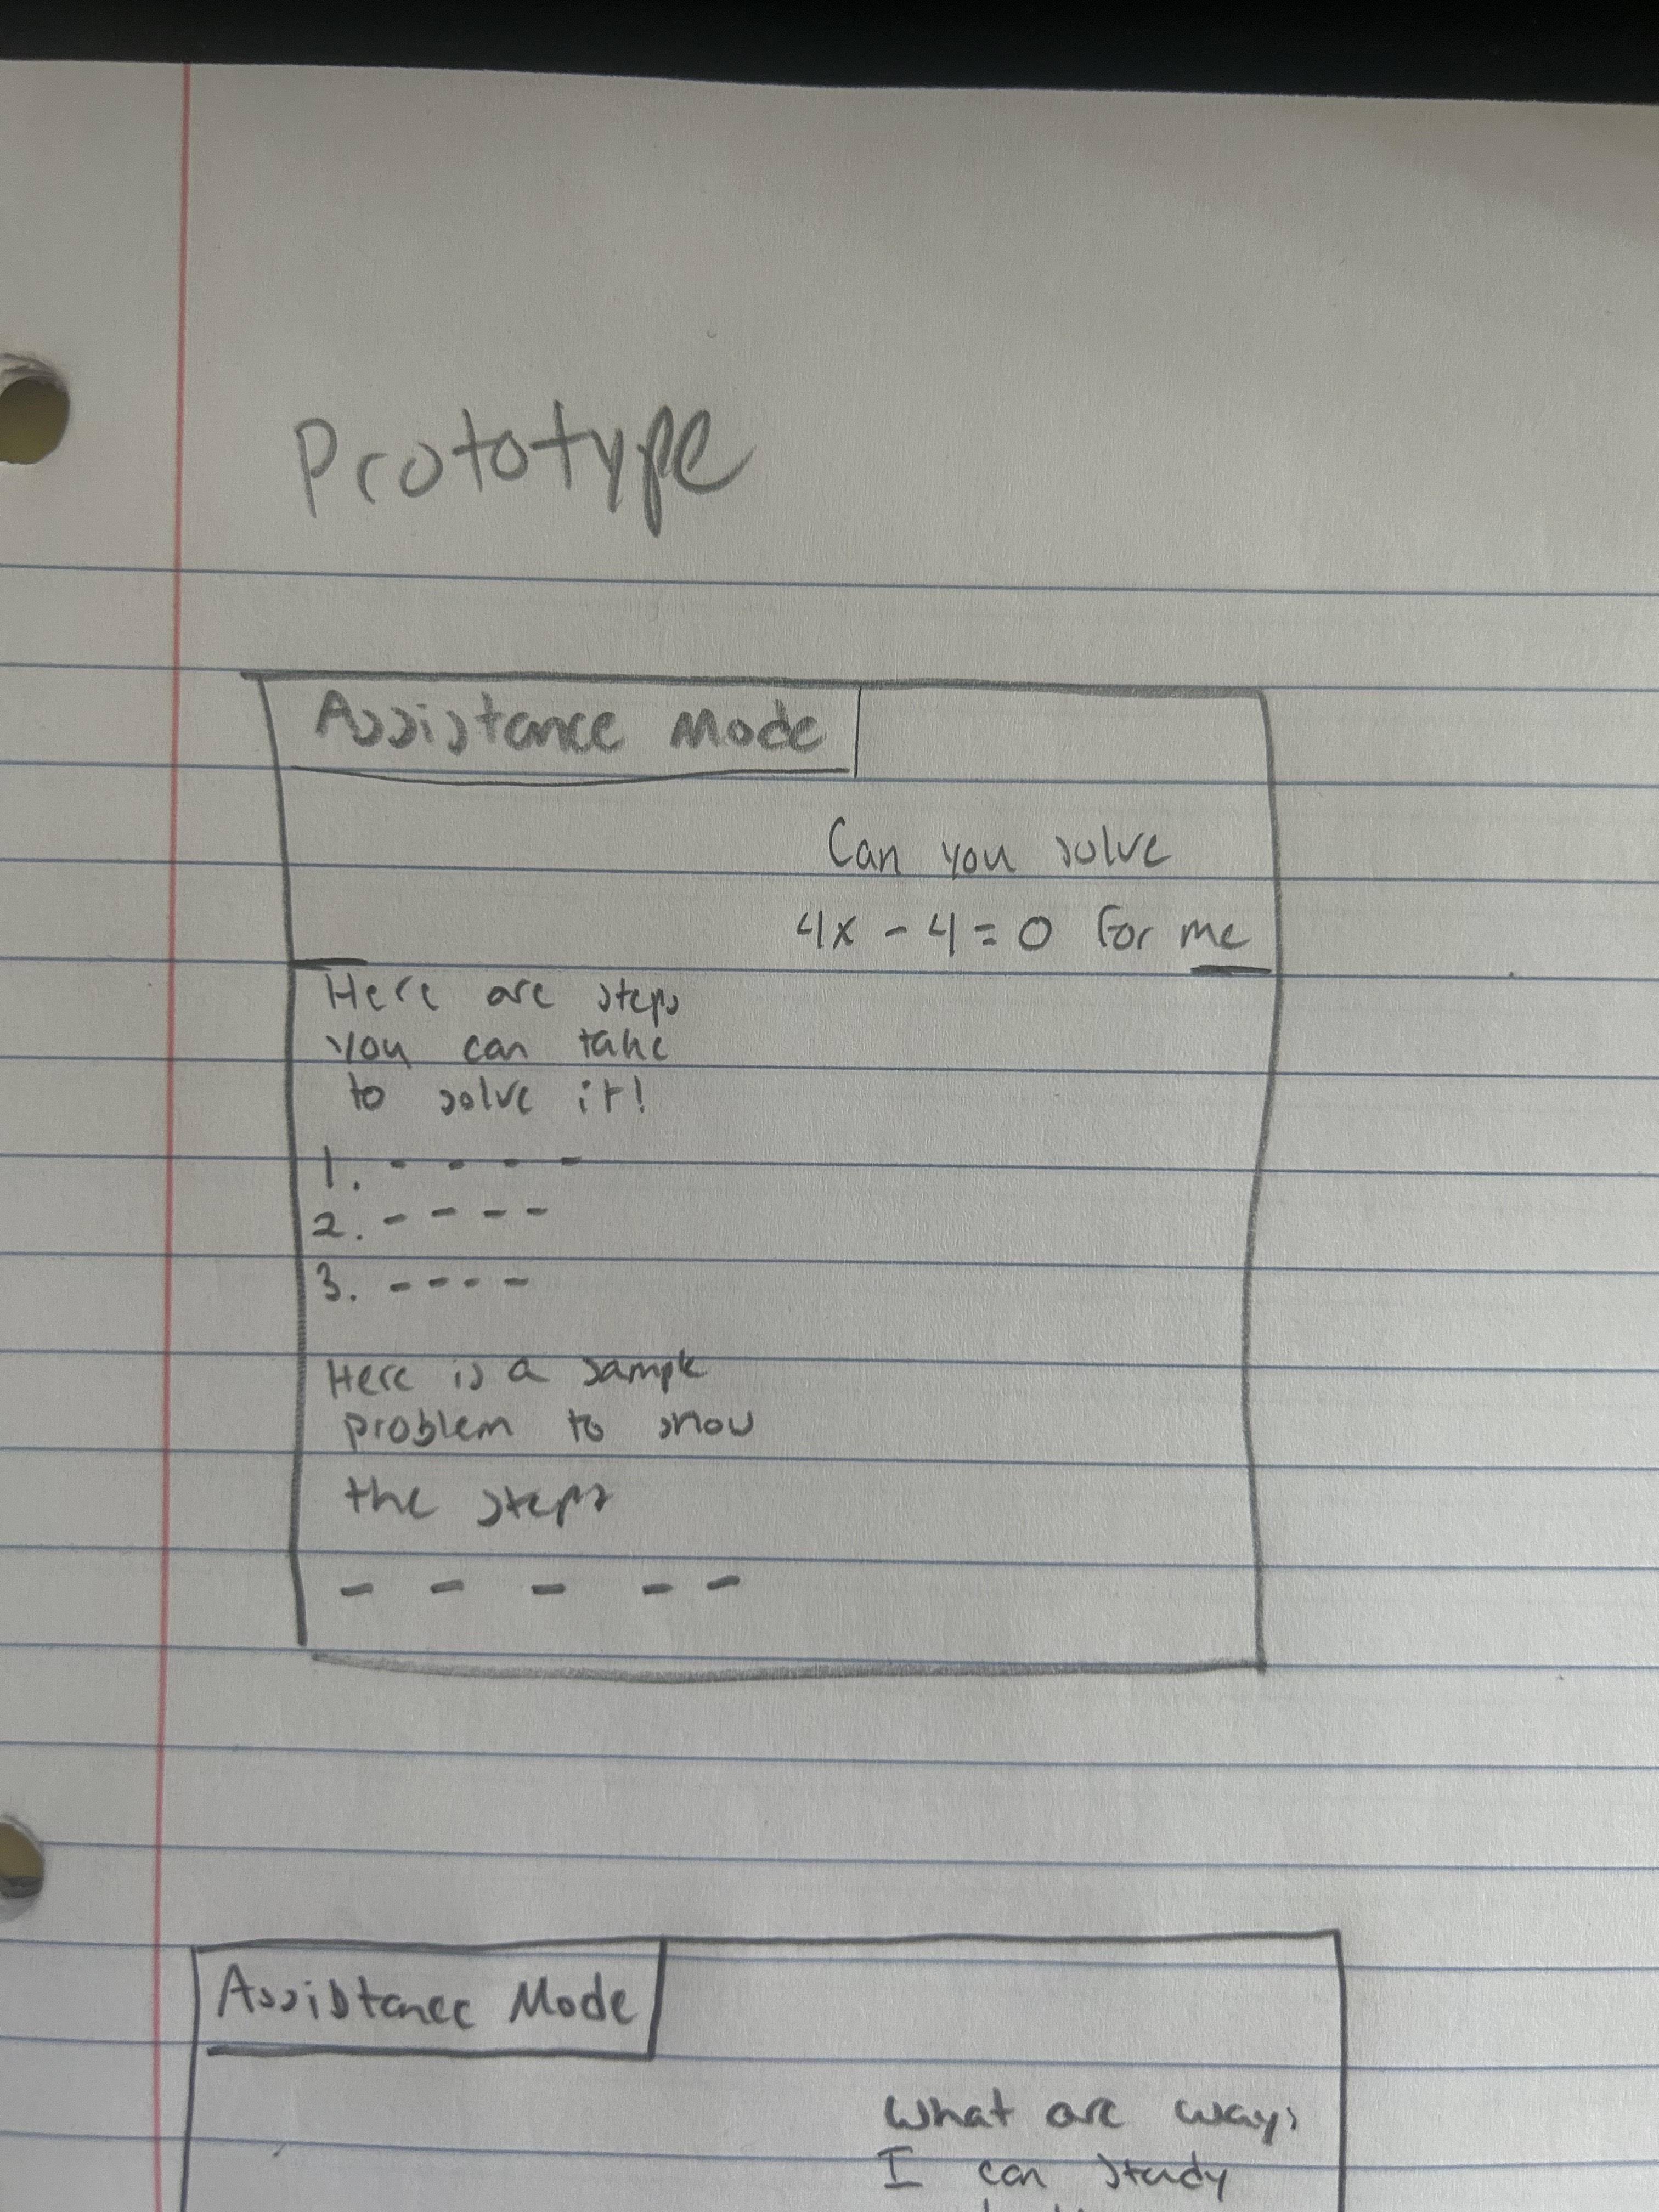 Prototype
Assistance Mode
Can you solve
4x - 4 = 0 for me
Here are steps
you can take
to solve it!
1. - - - -
2. - - - -
3. - - - -
Here is a sample
problem to show
the steps
- - - - -
Assistance Mode
What are ways
I can study